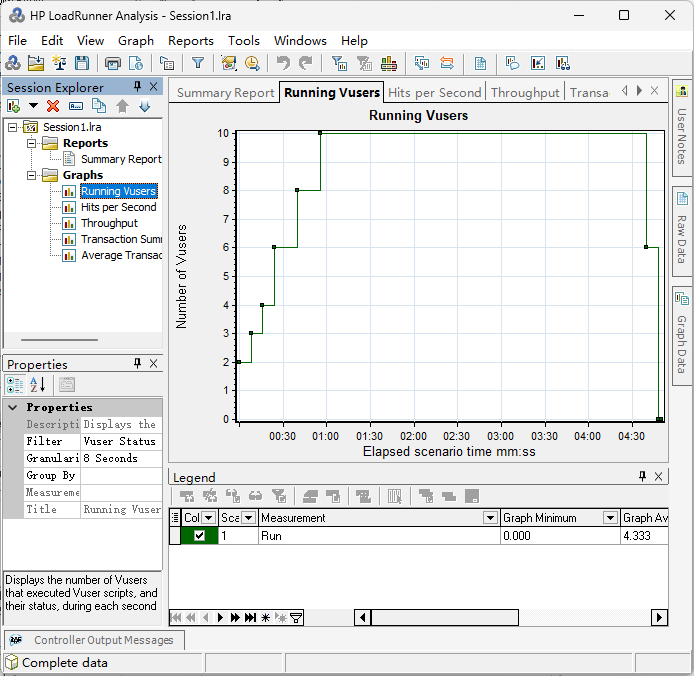 HP LoadRunner Analysis - Session1.lra
File Edit View Graph Reports Tools Windows Help
Session Explorer
Session1.lra
Reports
Summary Report
Graphs
Running Vusers
Hits per Second
Throughput
Transaction Sumn
Average Transac
Properties
Properties
Descripti Displays the
Filter Vuser Status
Granulari 8 Seconds
Group By
Measureme
Title Running Vuser
Displays the number of Vusers
that executed Vuser scripts, and
their status, during each second
Summary Report Running Vusers Hits per Second Throughput Transa
Running Vusers
Number of Vusers
10
9
8
7
6
5
4
3
2
1
0
00:30 01:00 01:30 02:00 02:30 03:00 03:30 04:00 04:30
Elapsed scenario time mm:ss
Legend
Col Sca Measurement Graph Minimum Graph Av
1 Run 0.000 4.333
User Notes
Raw Data
Graph Data
Controller Output Messages
Complete data